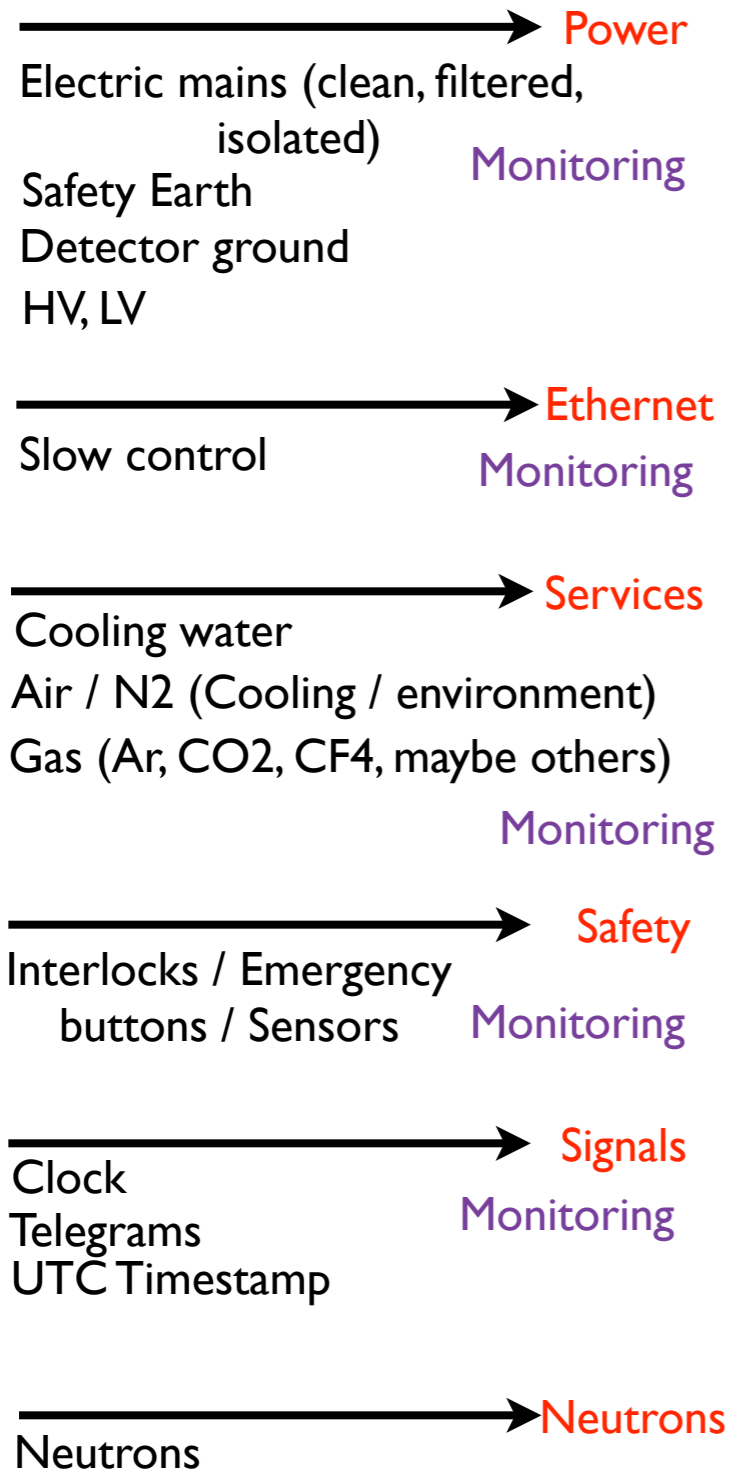 Power
Electric mains (clean, filtered,
isolated)
Monitoring
Safety Earth
Detector ground
HV, LV
Ethernet
Slow control
Monitoring
Services
Cooling water
Air / N2 (Cooling / environment)
Gas (Ar, CO2, CF4, maybe others)
Monitoring
Safety
Interlocks / Emergency
buttons / Sensors
Monitoring
Signals
Clock
Monitoring
Telegrams
UTC Timestamp
Neutrons
Neutrons